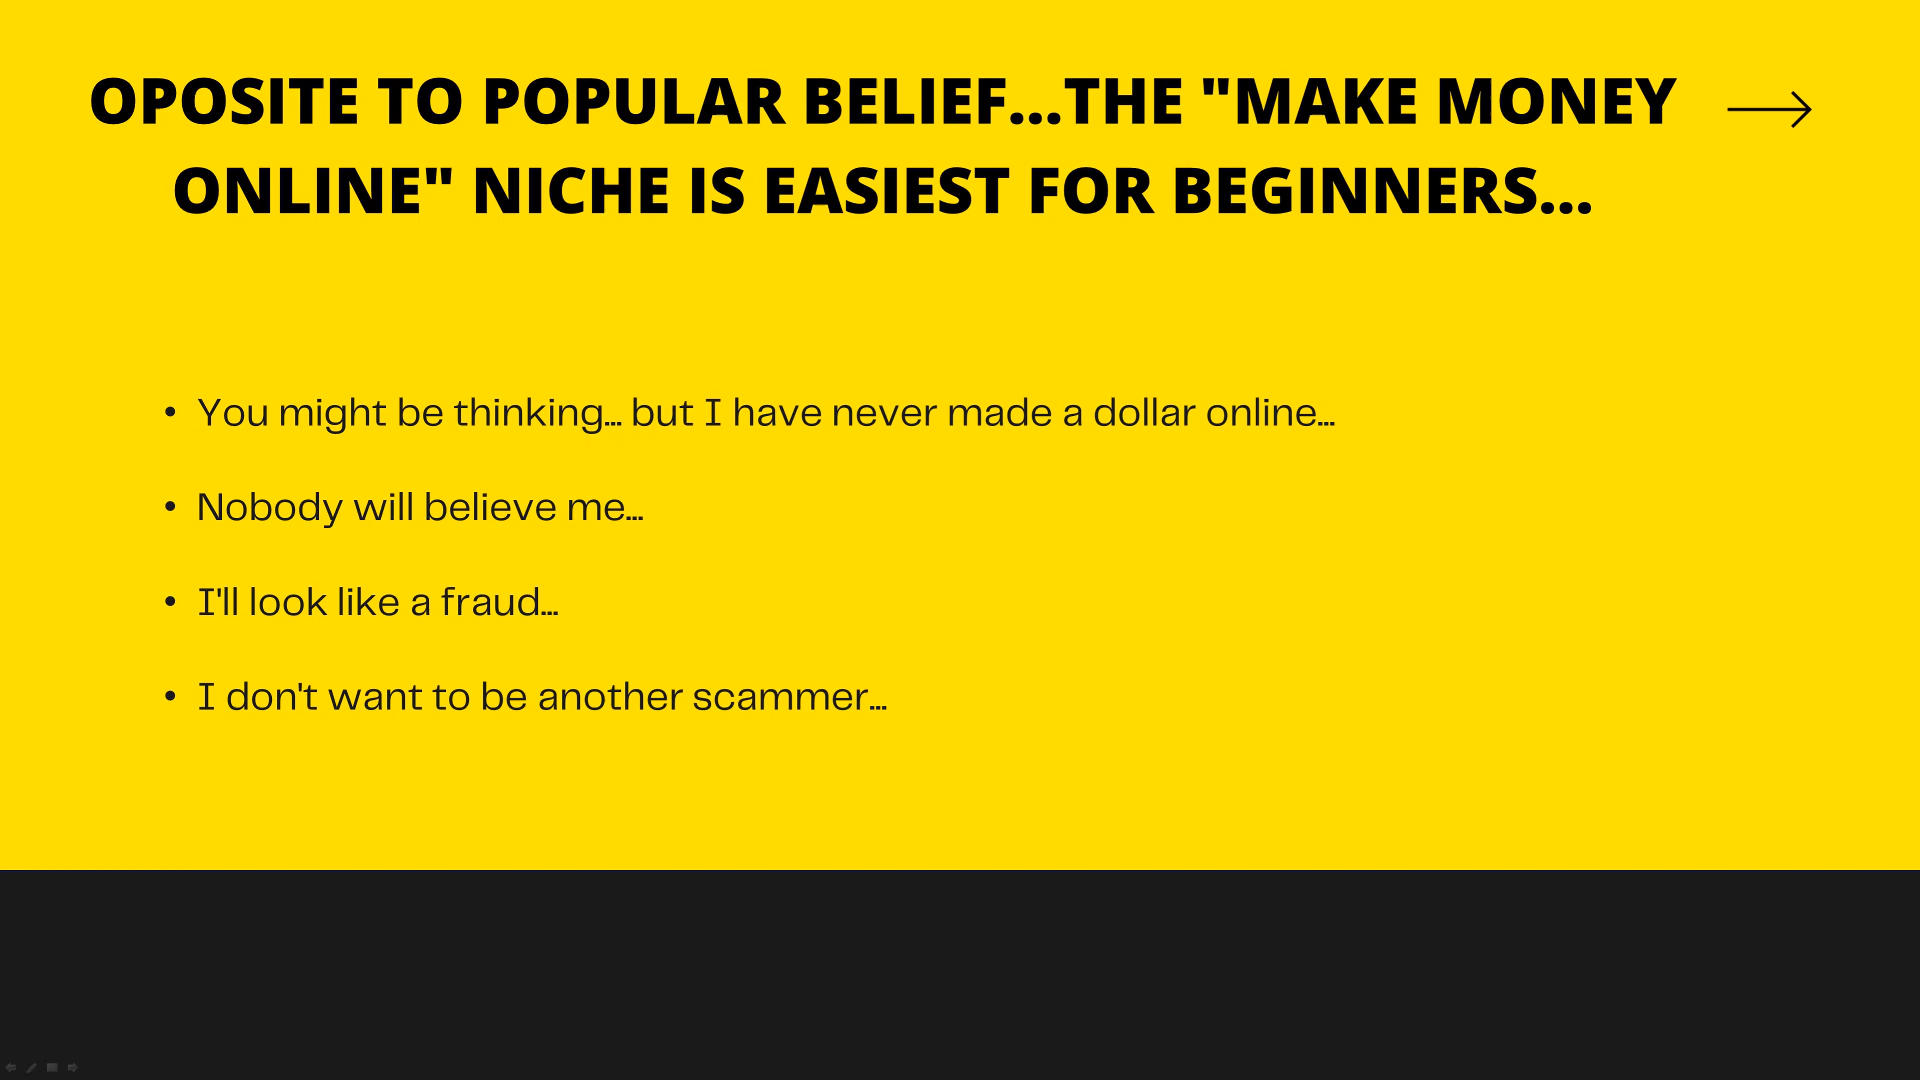 OPOSITE TO POPULAR BELIEF...THE "MAKE MONEY
ONLINE" NICHE IS EASIEST FOR BEGINNERS...
• You might be thinking... but I have never made a dollar online...
• Nobody will believe me...
• I'll look like a fraud...
• I don't want to be another scammer...